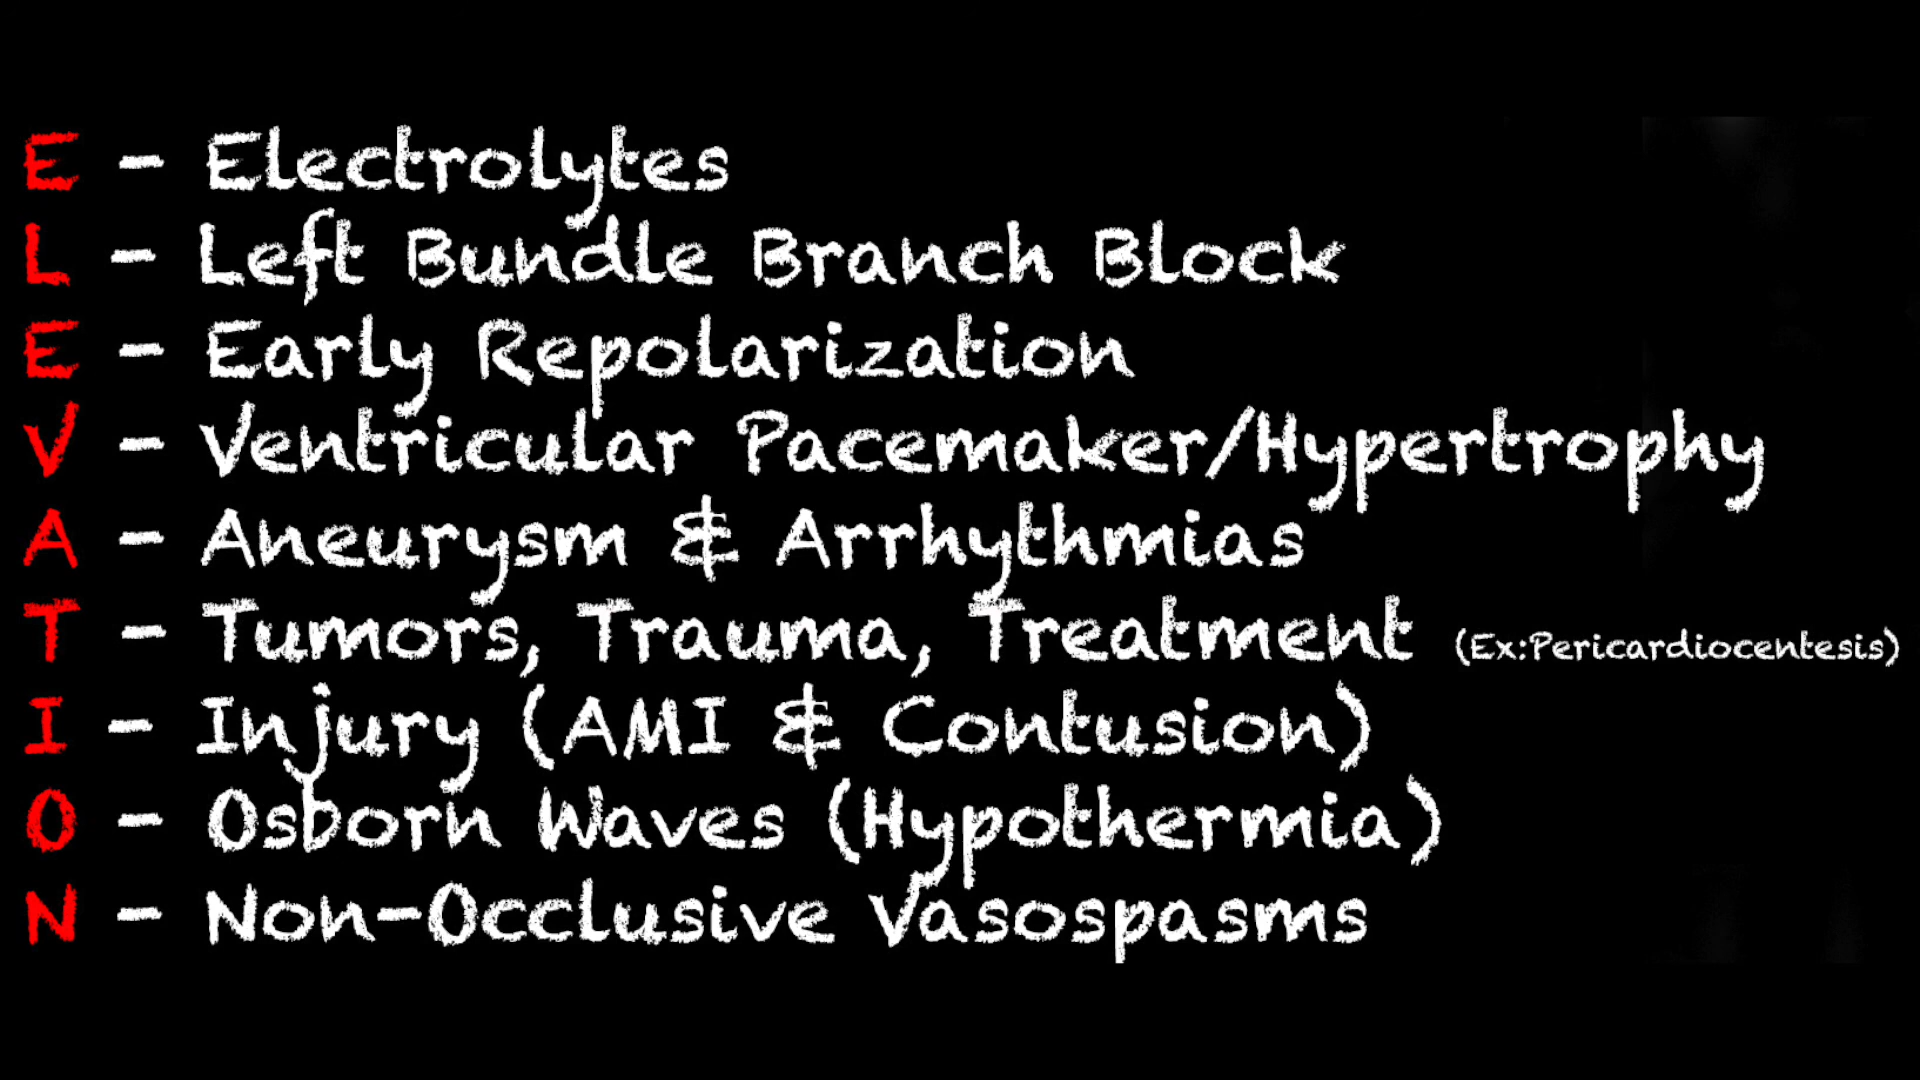 E - Electrolytes
L - Left Bundle Branch Block
E - Early Repolarization
V - Ventricular Pacemaker/Hypertrophy
A - Aneurysm & Arrhythmias
T - Tumors, Trauma, Treatment (Ex:Pericardiocentesis)
I - Injury (AMI & Contusion)
O - Osborn Waves (Hypothermia)
N - Non-Occlusive Vasospasms